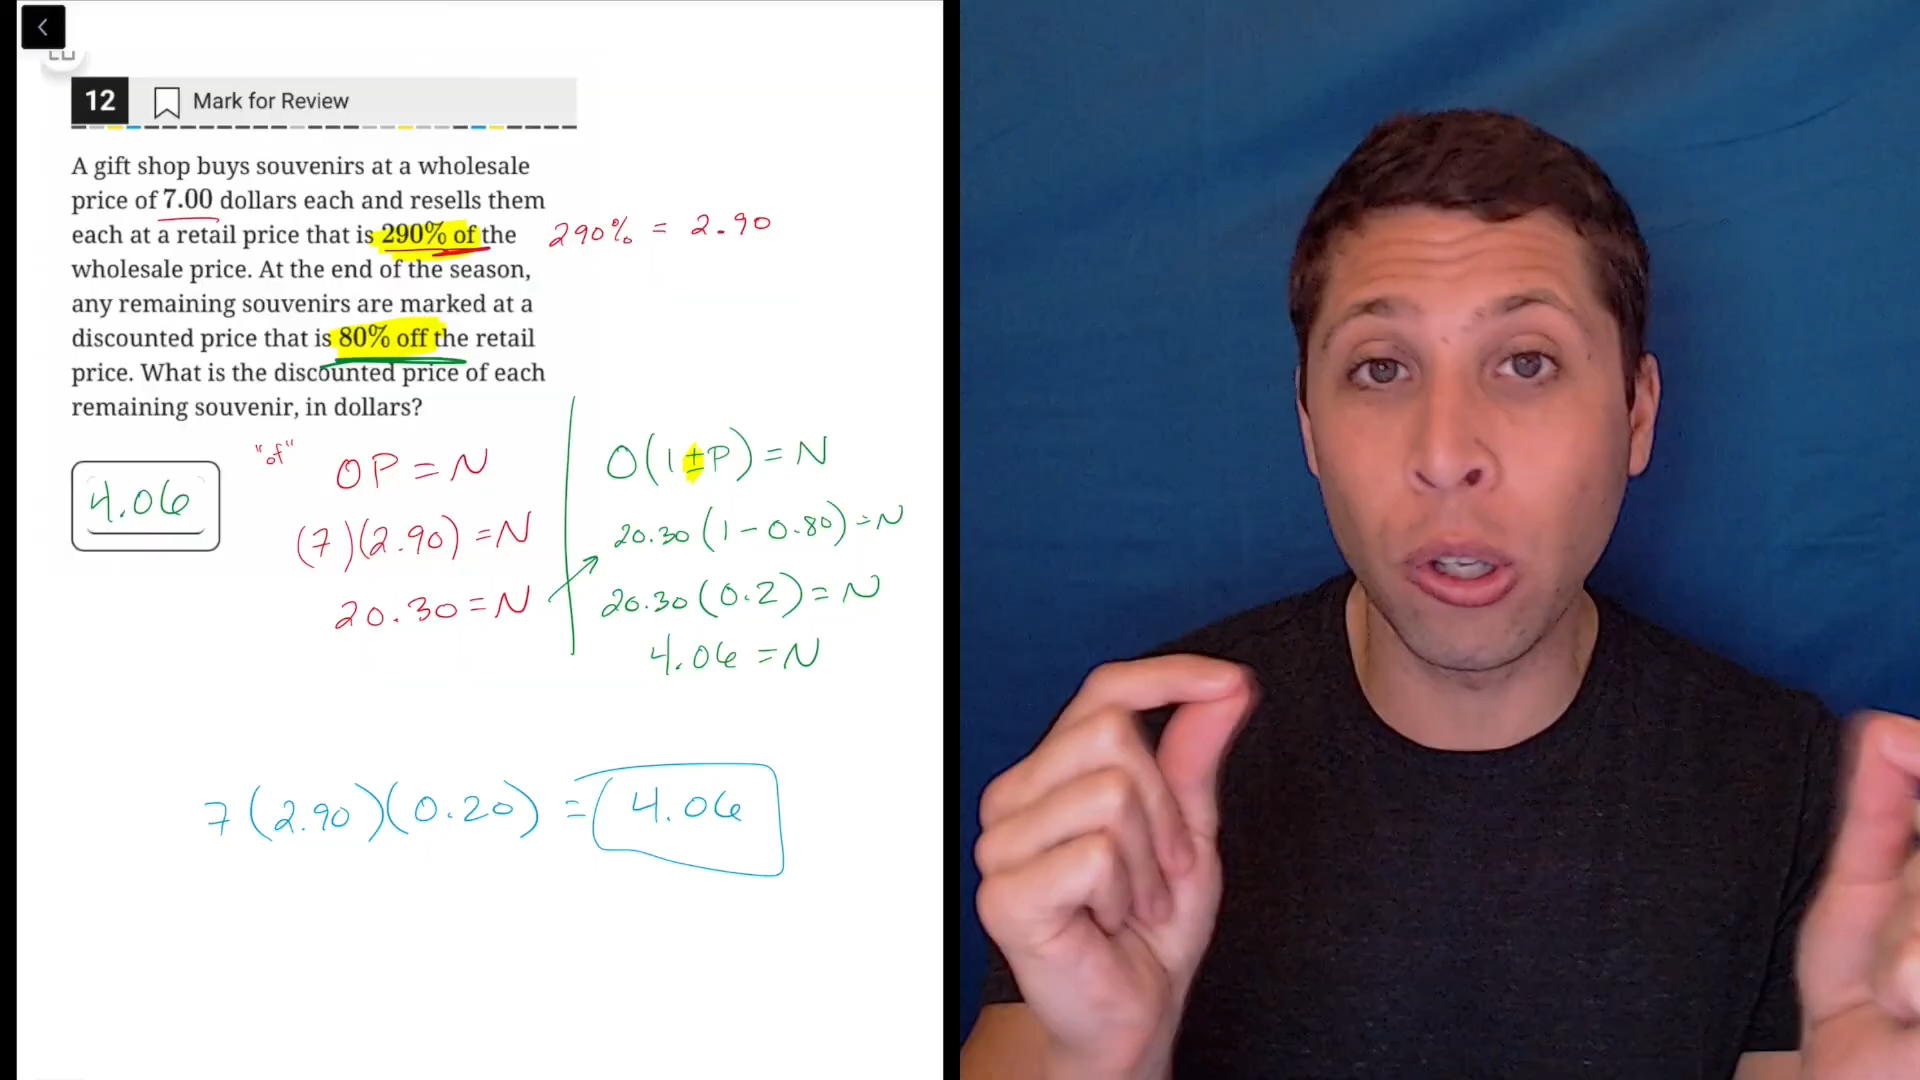 12 Mark for Review
A gift shop buys souvenirs at a wholesale
price of 7.00 dollars each and resells them
each at a retail price that is 290% of the
wholesale price. At the end of the season,
any remaining souvenirs are marked at a
discounted price that is 80% off the retail
price. What is the discounted price of each
remaining souvenir, in dollars?
290% = 2.90
4.06
"of"
OP = N
(7)(2.90) = N
20.30 = N
O(1 ± P) = N
20.30(1 - 0.80) = N
20.30(0.2) = N
4.06 = N
7(2.90)(0.20) = 4.06